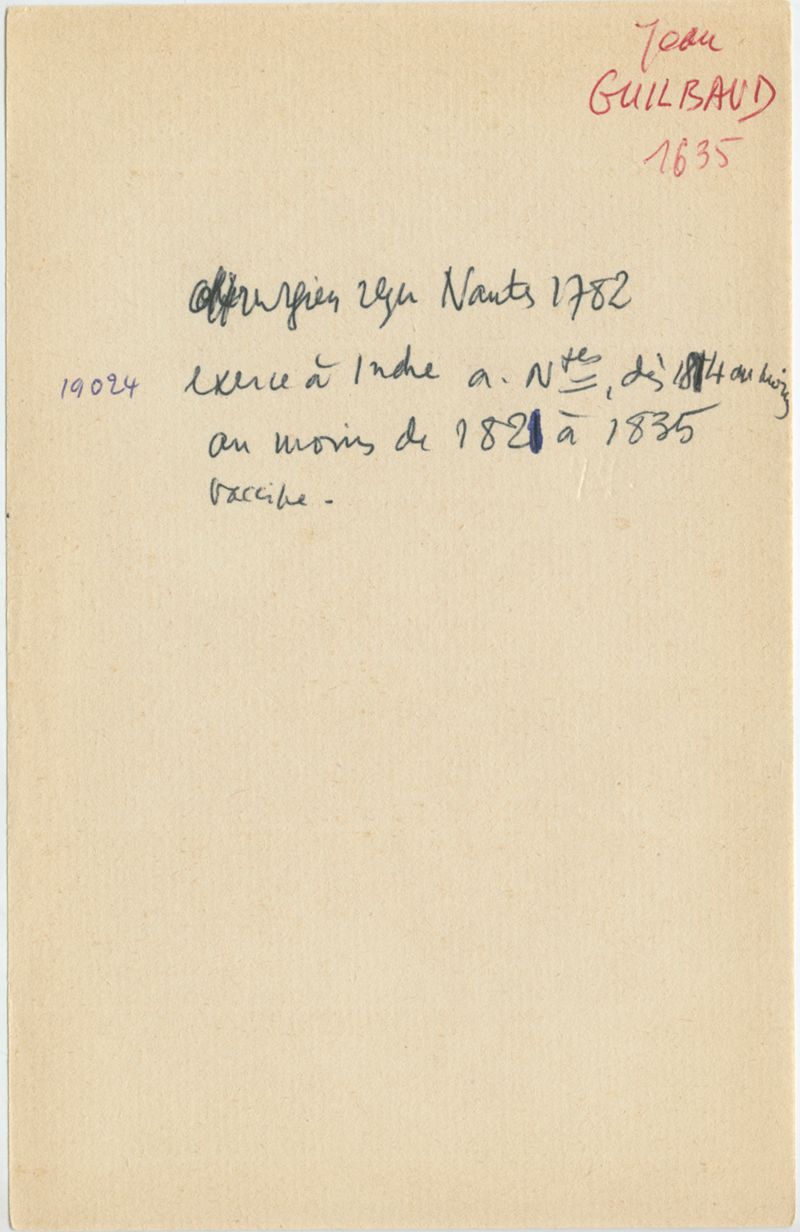 Jean
GUILBAUD
1635
chirurgien reçu Nantes 1782
19024 exerce à Indre a. Ntes, dès 1814 au moins
au moins de 1821 à 1835
vaccine.